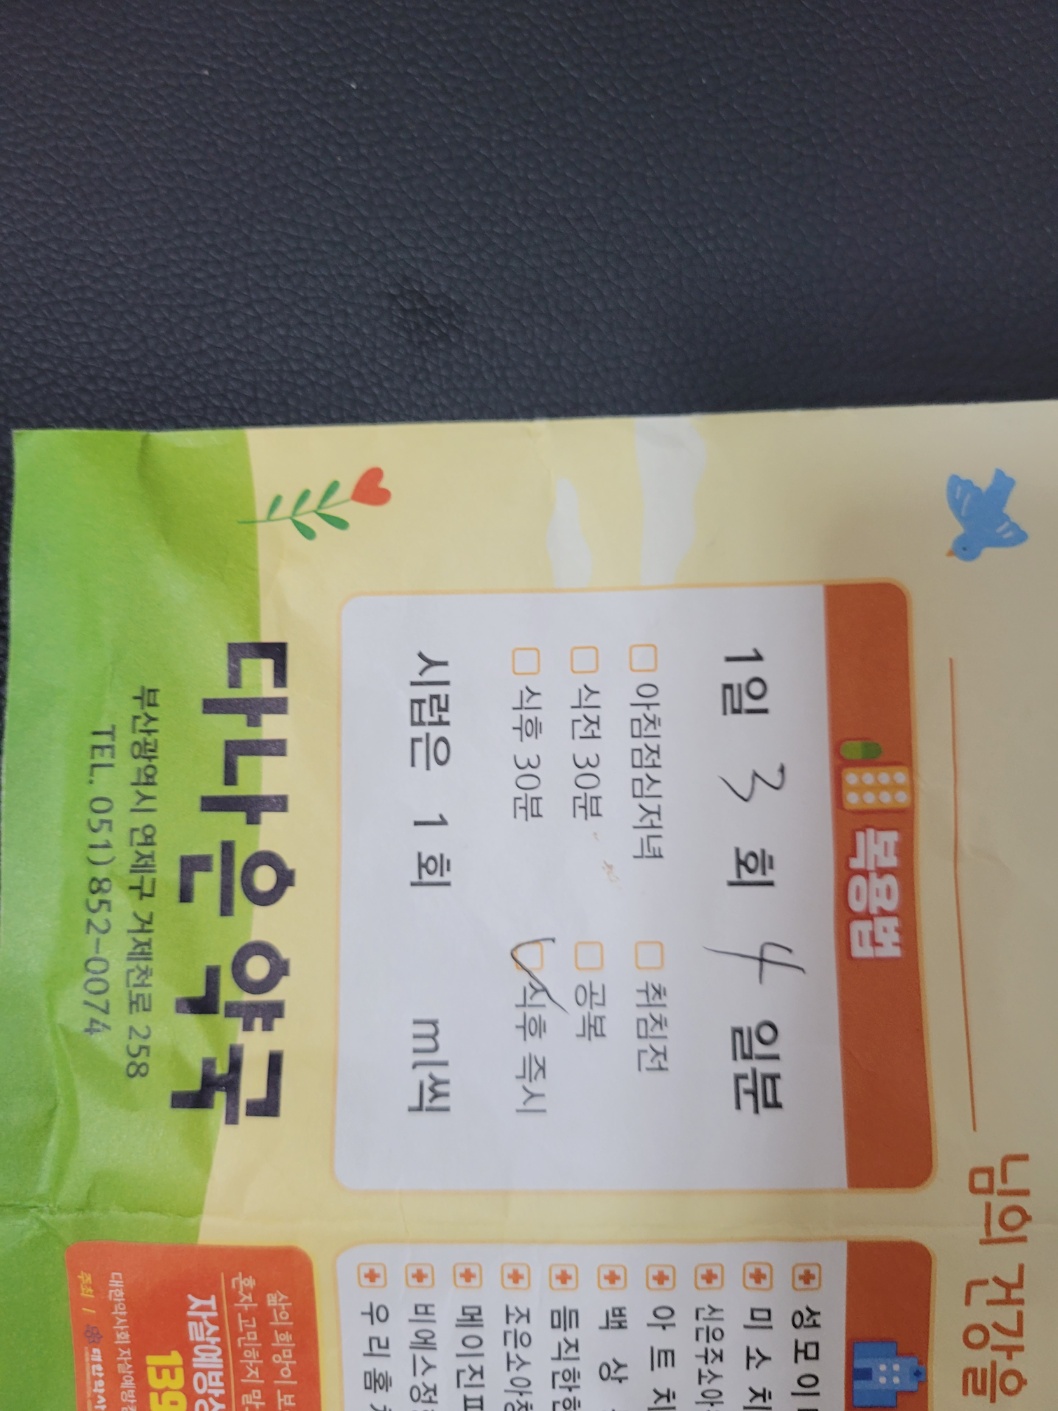 님의 건강을
복용법
1일 3 회 4 일분
아침점심저녁 취침전
식전 30분 공복
식후 30분 식후 즉시
시럽은 1 회 ml씩
다나은약국
부산광역시 연제구 거제천로 258
TEL. 051) 852-0074
성모이
미소치
신은주소아
아트치
백상
듬직한
조은소아
메이진
비에스정
우리홈
삶의 희망이 보
혼자 고민하지 말
자살예방상
139
대한약사회 자살예방
주최 /